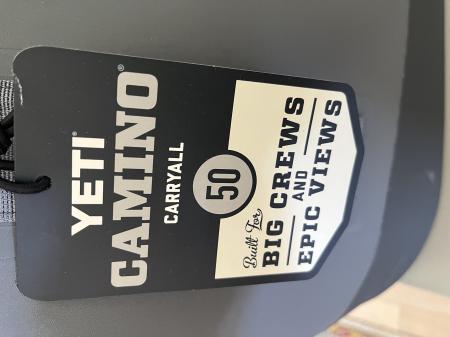 YETI
CAMINO®
CARRYALL
50
Built For
BIG CREWS
AND
EPIC VIEWS